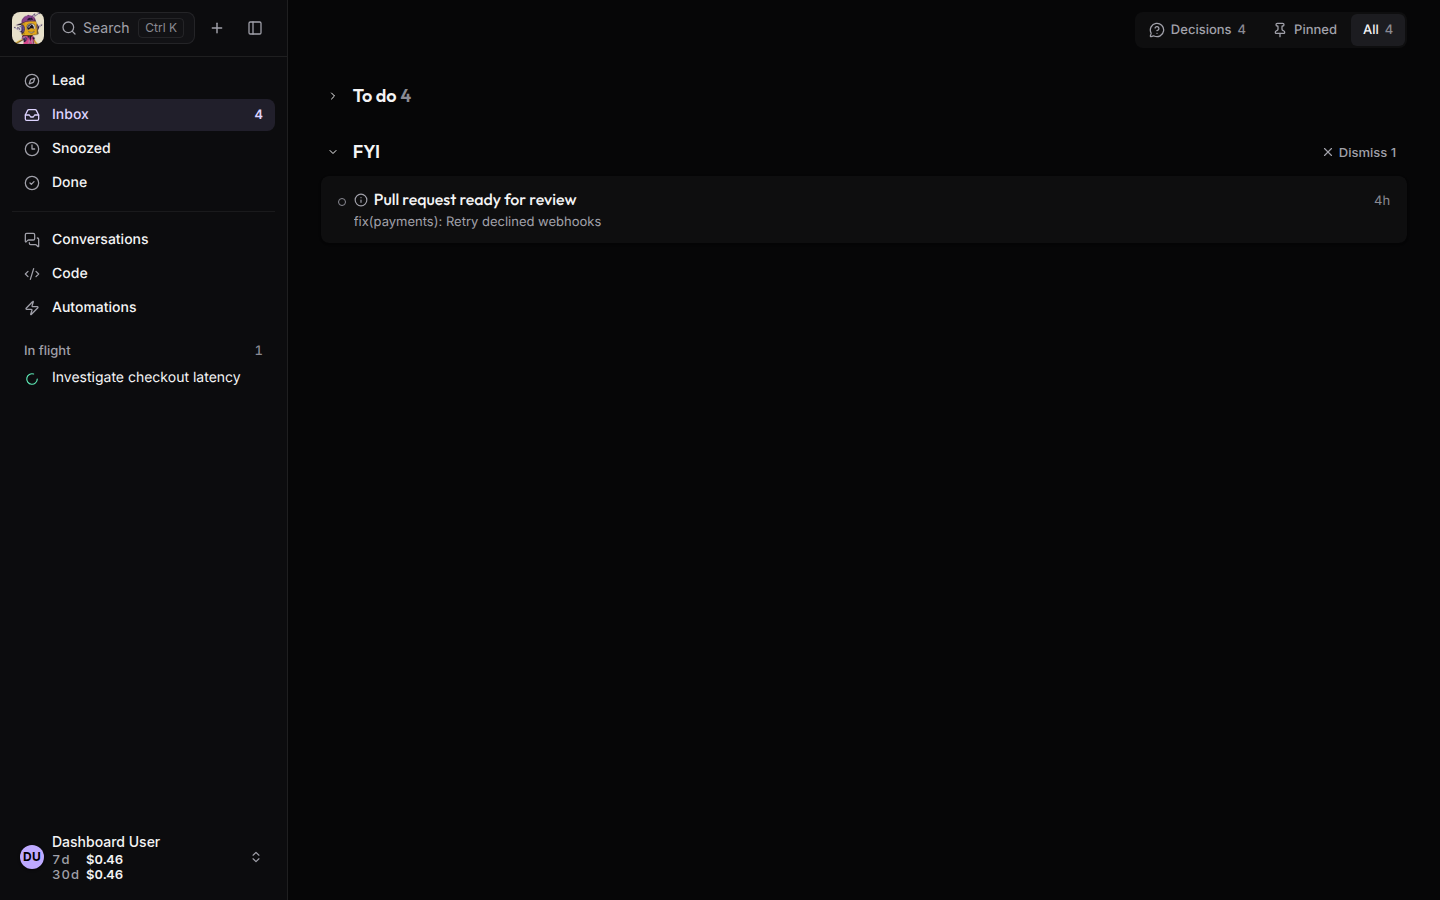 Search Ctrl K
Lead
Inbox 4
Snoozed
Done
Conversations
Code
Automations
In flight 1
Investigate checkout latency
DU
Dashboard User
7d $0.46
30d $0.46
Decisions 4 Pinned All 4
To do 4
FYI Dismiss 1
Pull request ready for review 4h
fix(payments): Retry declined webhooks